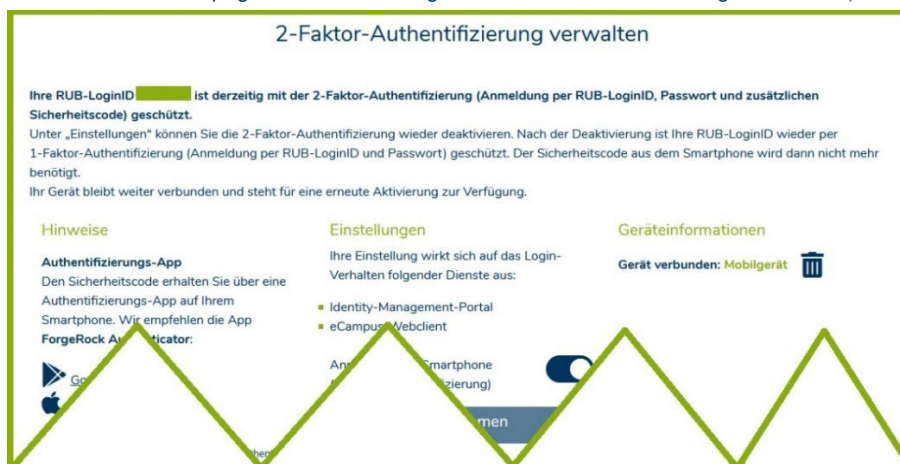 2-Faktor-Authentifizierung verwalten
Ihre RUB-LoginID ist derzeitig mit der 2-Faktor-Authentifizierung (Anmeldung per RUB-LoginID, Passwort und zusätzlichen
Sicherheitscode) geschützt.
Unter „Einstellungen" können Sie die 2-Faktor-Authentifizierung wieder deaktivieren. Nach der Deaktivierung ist Ihre RUB-LoginID wieder per
1-Faktor-Authentifizierung (Anmeldung per RUB-LoginID und Passwort) geschützt. Der Sicherheitscode aus dem Smartphone wird dann nicht mehr
benötigt.
Ihr Gerät bleibt weiter verbunden und steht für eine erneute Aktivierung zur Verfügung.
Hinweise
Authentifizierungs-App
Den Sicherheitscode erhalten Sie über eine
Authentifizierungs-App auf Ihrem
Smartphone. Wir empfehlen die App
ForgeRock
Einstellungen
Ihre Einstellung wirkt sich auf das Login-
Verhalten folgender Dienste aus:
Identity-Management-Portal
eCampus Webclient
Smartphone
Geräteinformationen
Gerät verbunden: Mobilgerät